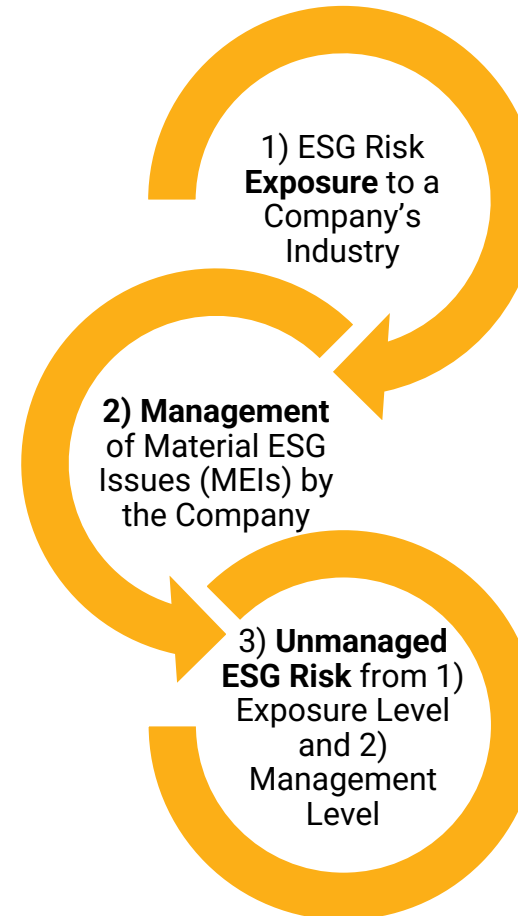 1) ESG Risk
Exposure to a
Company’s
Industry
2) Management
of Material ESG
Issues (MEIs) by
the Company
3) Unmanaged
ESG Risk from 1)
Exposure Level
and 2)
Management
Level